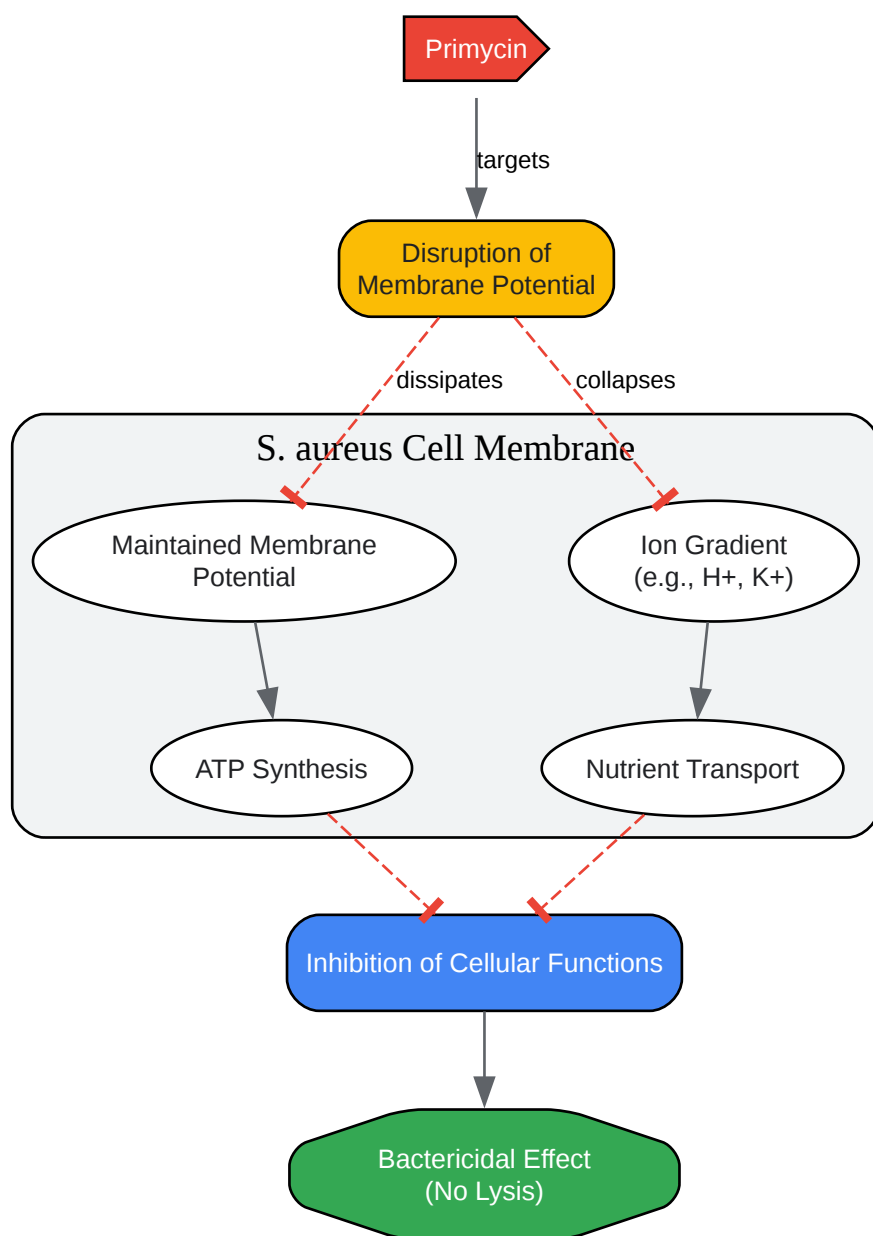 Primycin
targets
Disruption of
Membrane Potential
dissipates
collapses
S. aureus Cell Membrane
Maintained Membrane
Potential
Ion Gradient
(e.g., H+, K+)
ATP Synthesis
Nutrient Transport
Inhibition of Cellular Functions
Bactericidal Effect
(No Lysis)